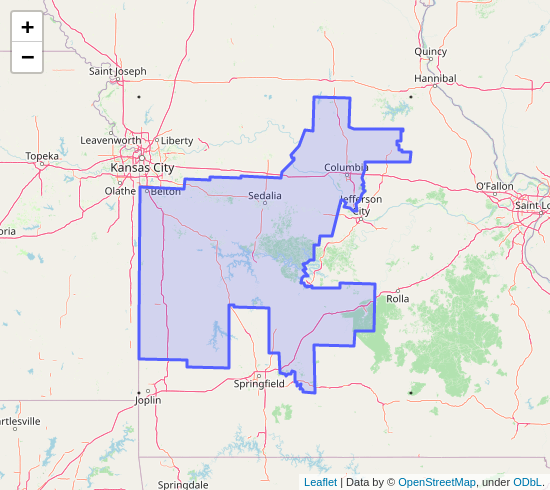 +
−
Quincy
Saint Joseph
Hannibal
Leavenworth
Liberty
Topeka
Kansas City
Columbia
Olathe
Belton
Sedalia
O'Fallon
Jefferson
City
Saint Lo
oria
Rolla
Springfield
Joplin
artlesville
Springdale
Leaflet | Data by © OpenStreetMap, under ODbL.